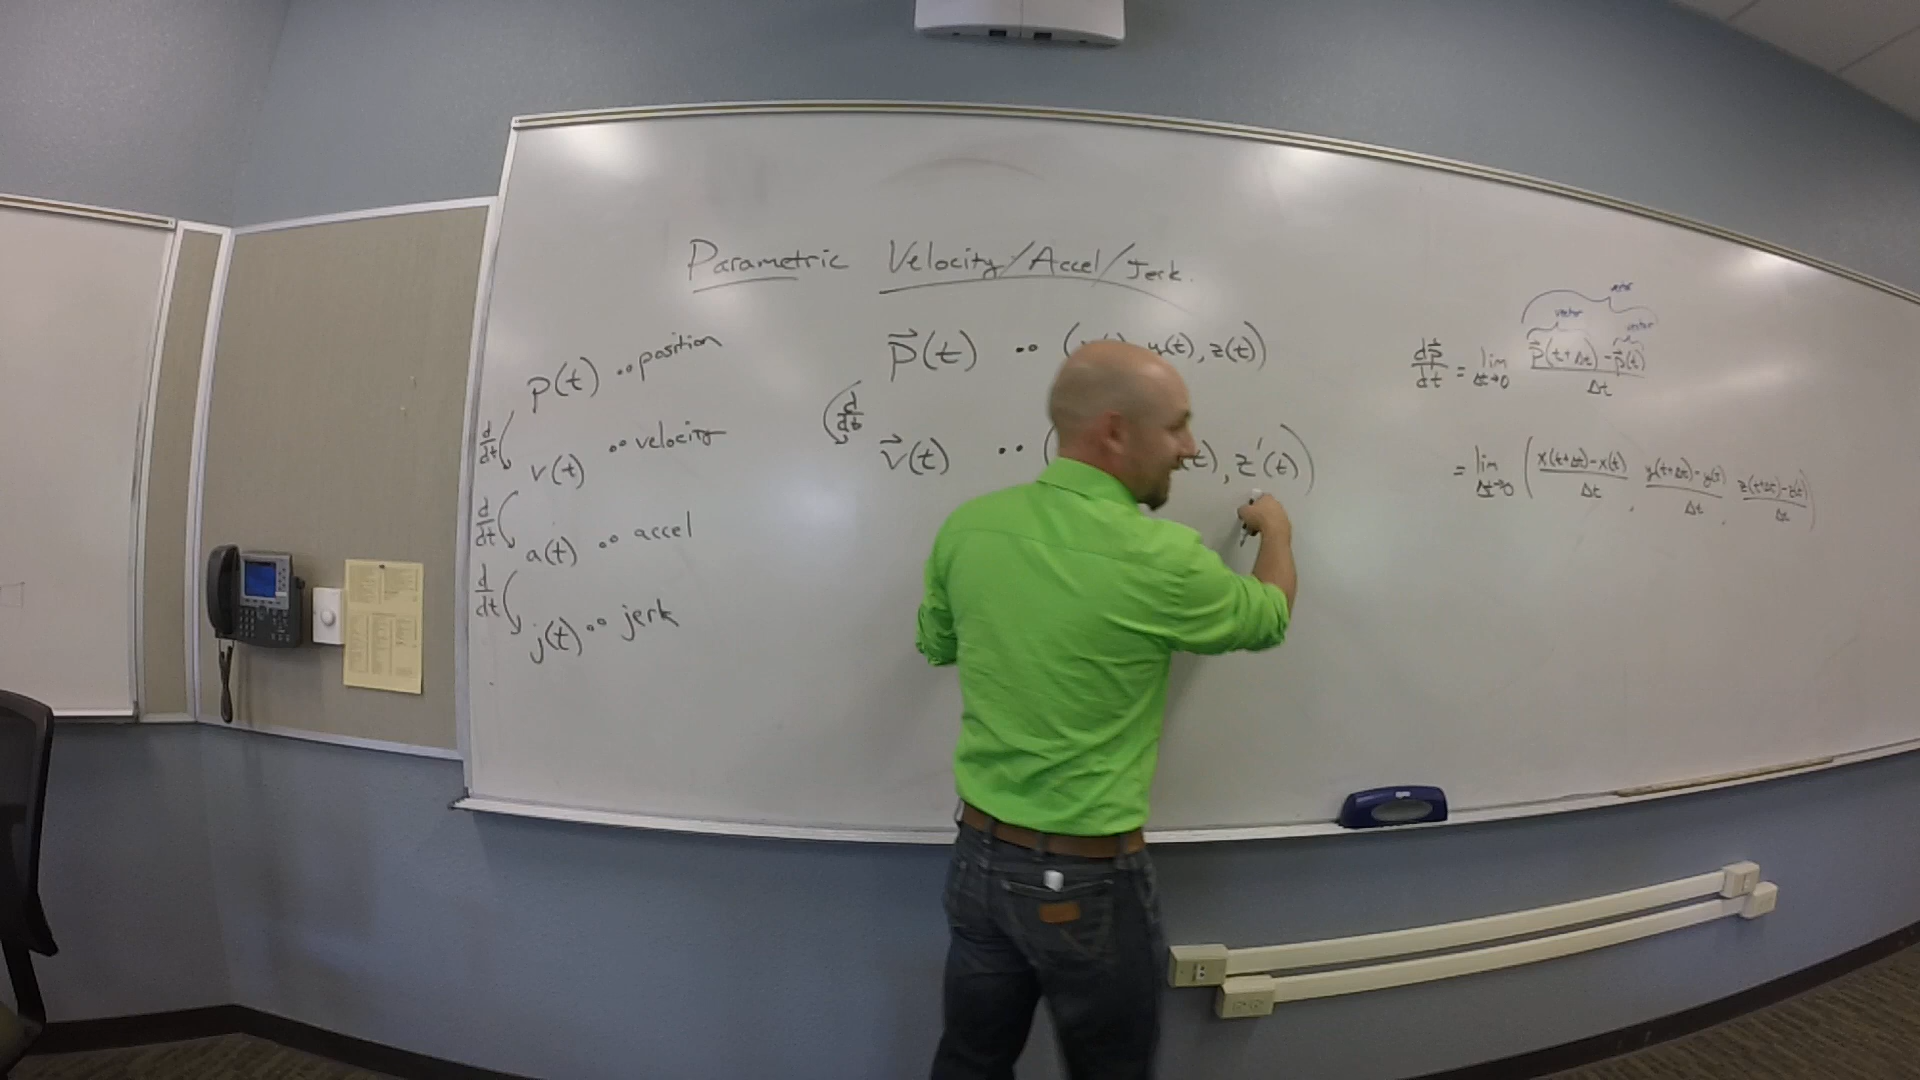 Parametric Velocity/Accel/Jerk.
p(t) •• position
d/dt
v(t) •• velocity
d/dt
a(t) •• accel
d/dt
j(t) •• jerk
p⃗(t) •• ( y(t), z(t))
d/dt
v⃗(t) •• ( (t), z'(t))
vector
vector
dp⃗/dt = lim Δt→0 (p⃗(t+Δt) - p⃗(t))/Δt
= lim Δt→0 ((x(t+Δt)-x(t))/Δt, (y(t+Δt)-y(t))/Δt, (z(t+Δt)-z(t))/Δt)